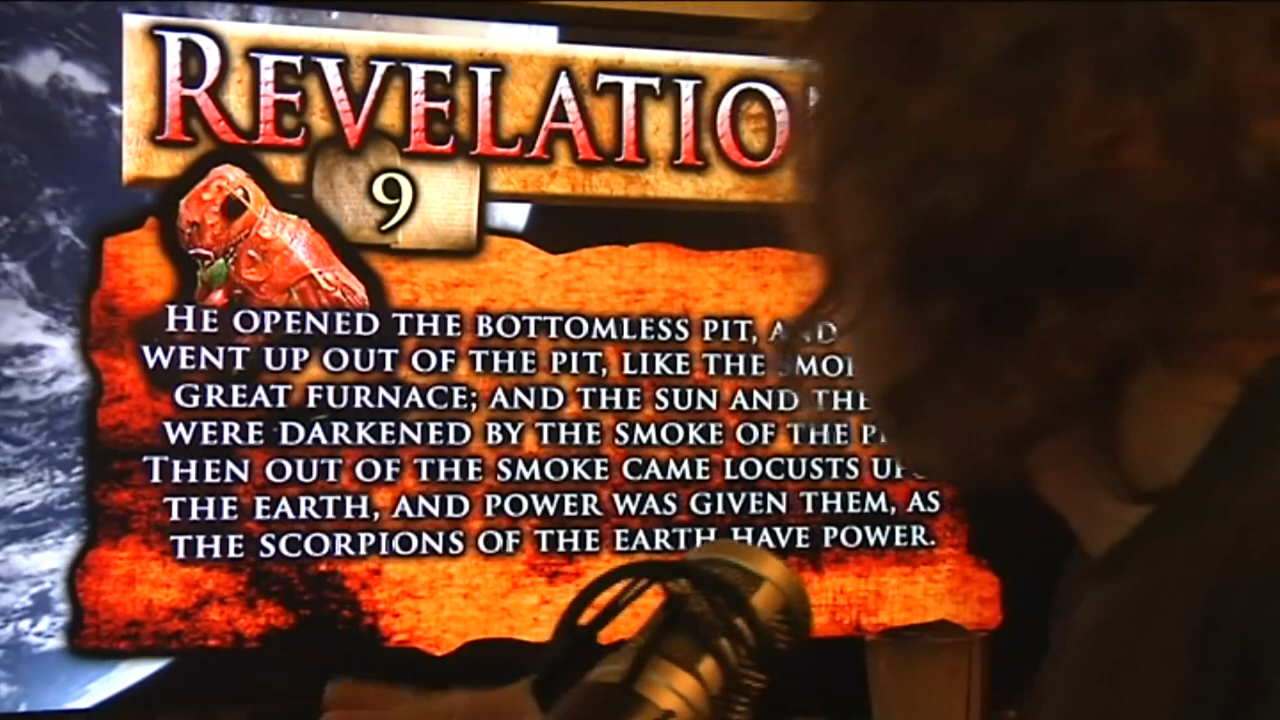 REVELATIO
9
HE OPENED THE BOTTOMLESS PIT, AND
WENT UP OUT OF THE PIT, LIKE THE
GREAT FURNACE; AND THE SUN AND THE
WERE DARKENED BY THE SMOKE OF THE
THEN OUT OF THE SMOKE CAME LOCUSTS
THE EARTH, AND POWER WAS GIVEN THEM, AS
THE SCORPIONS OF THE EARTH HAVE POWER.